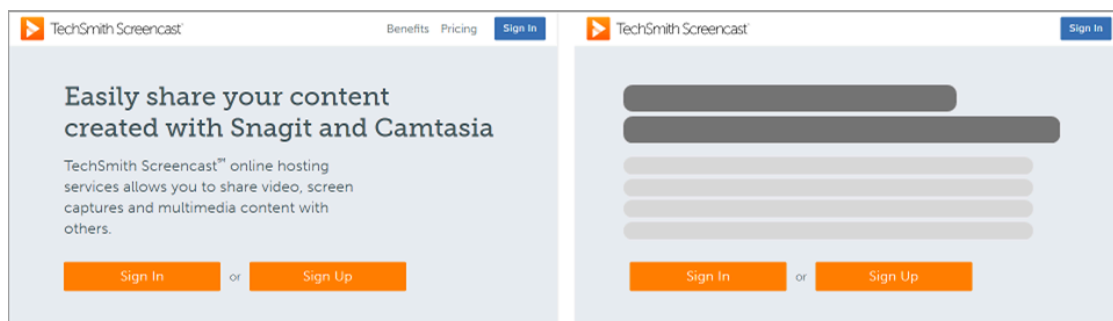 TechSmith Screencast®
Benefits Pricing Sign In
Easily share your content
created with Snagit and Camtasia
TechSmith Screencast℠ online hosting
services allows you to share video, screen
captures and multimedia content with
others.
Sign In or Sign Up
TechSmith Screencast®
Sign In
Sign In or Sign Up